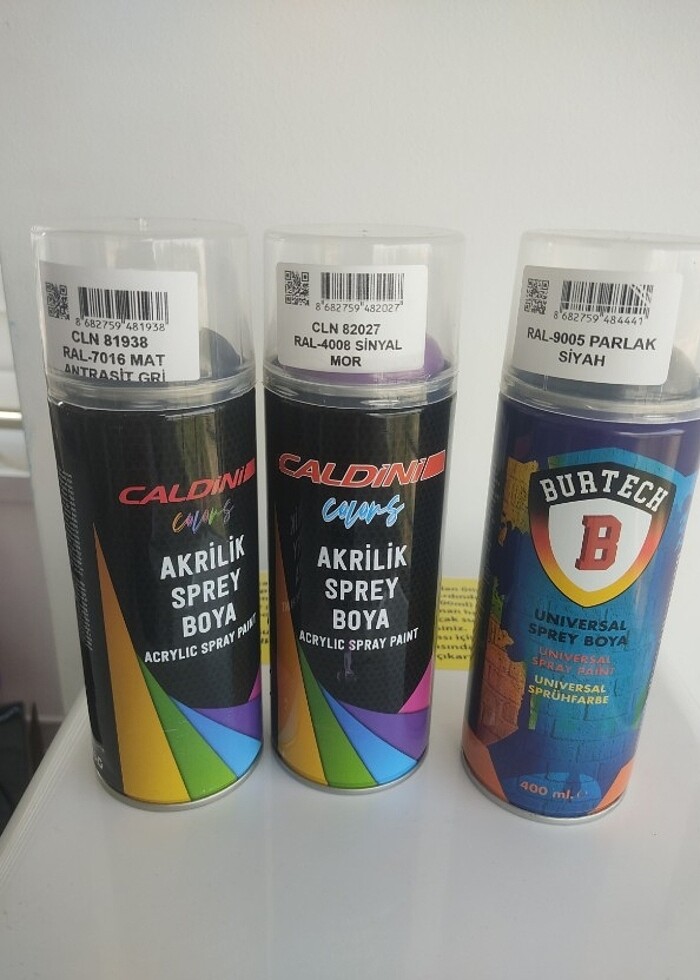 8 682759 481938
CLN 81938
RAL-7016 MAT
ANTRASİT GRİ
CALDiNi
colors
AKRİLİK
SPREY
BOYA
ACRYLIC SPRAY PAINT
8 682759 482027
CLN 82027
RAL-4008 SİNYAL
MOR
CALDiNi
colors
AKRİLİK
SPREY
BOYA
ACRYLIC SPRAY PAINT
8 682759 484441
RAL-9005 PARLAK
SİYAH
BURTECH
B
UNIVERSAL
SPREY BOYA
UNIVERSAL
SPRAY PAINT
UNIVERSAL
SPRÜHFARBE
400 ml. e